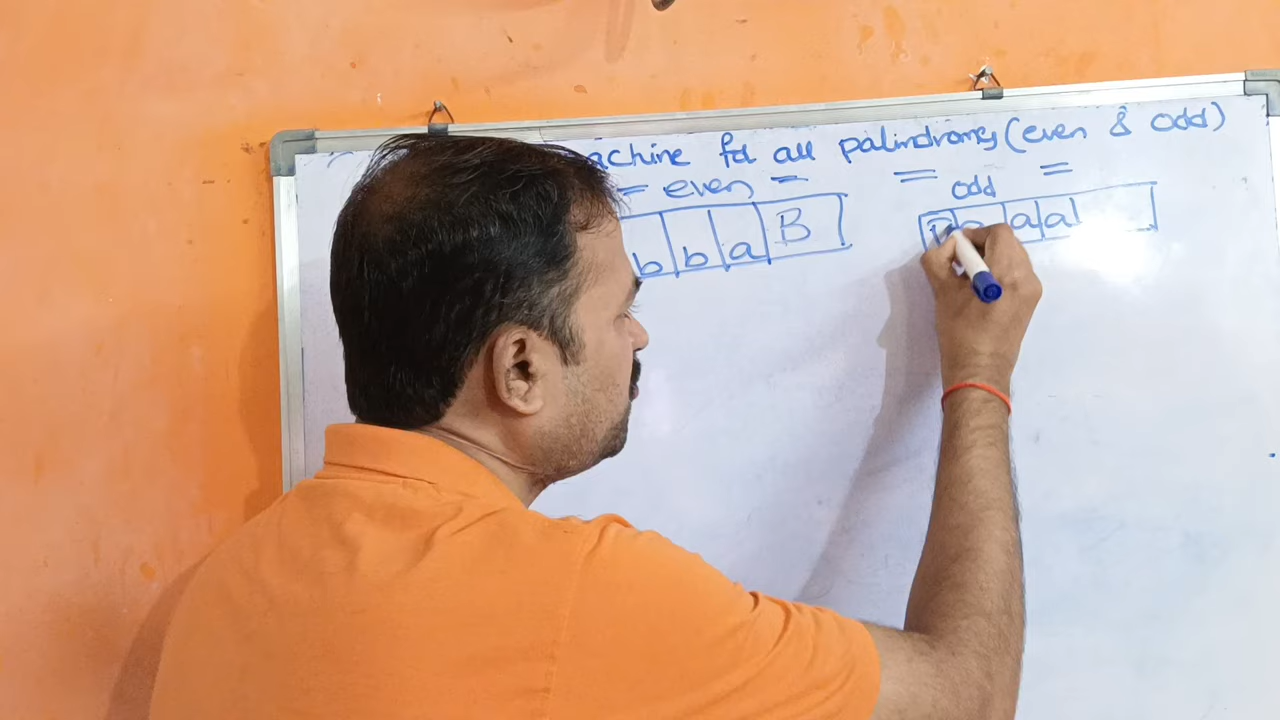 achine for all palindromes (even & odd)
even
odd
b b a B
a a